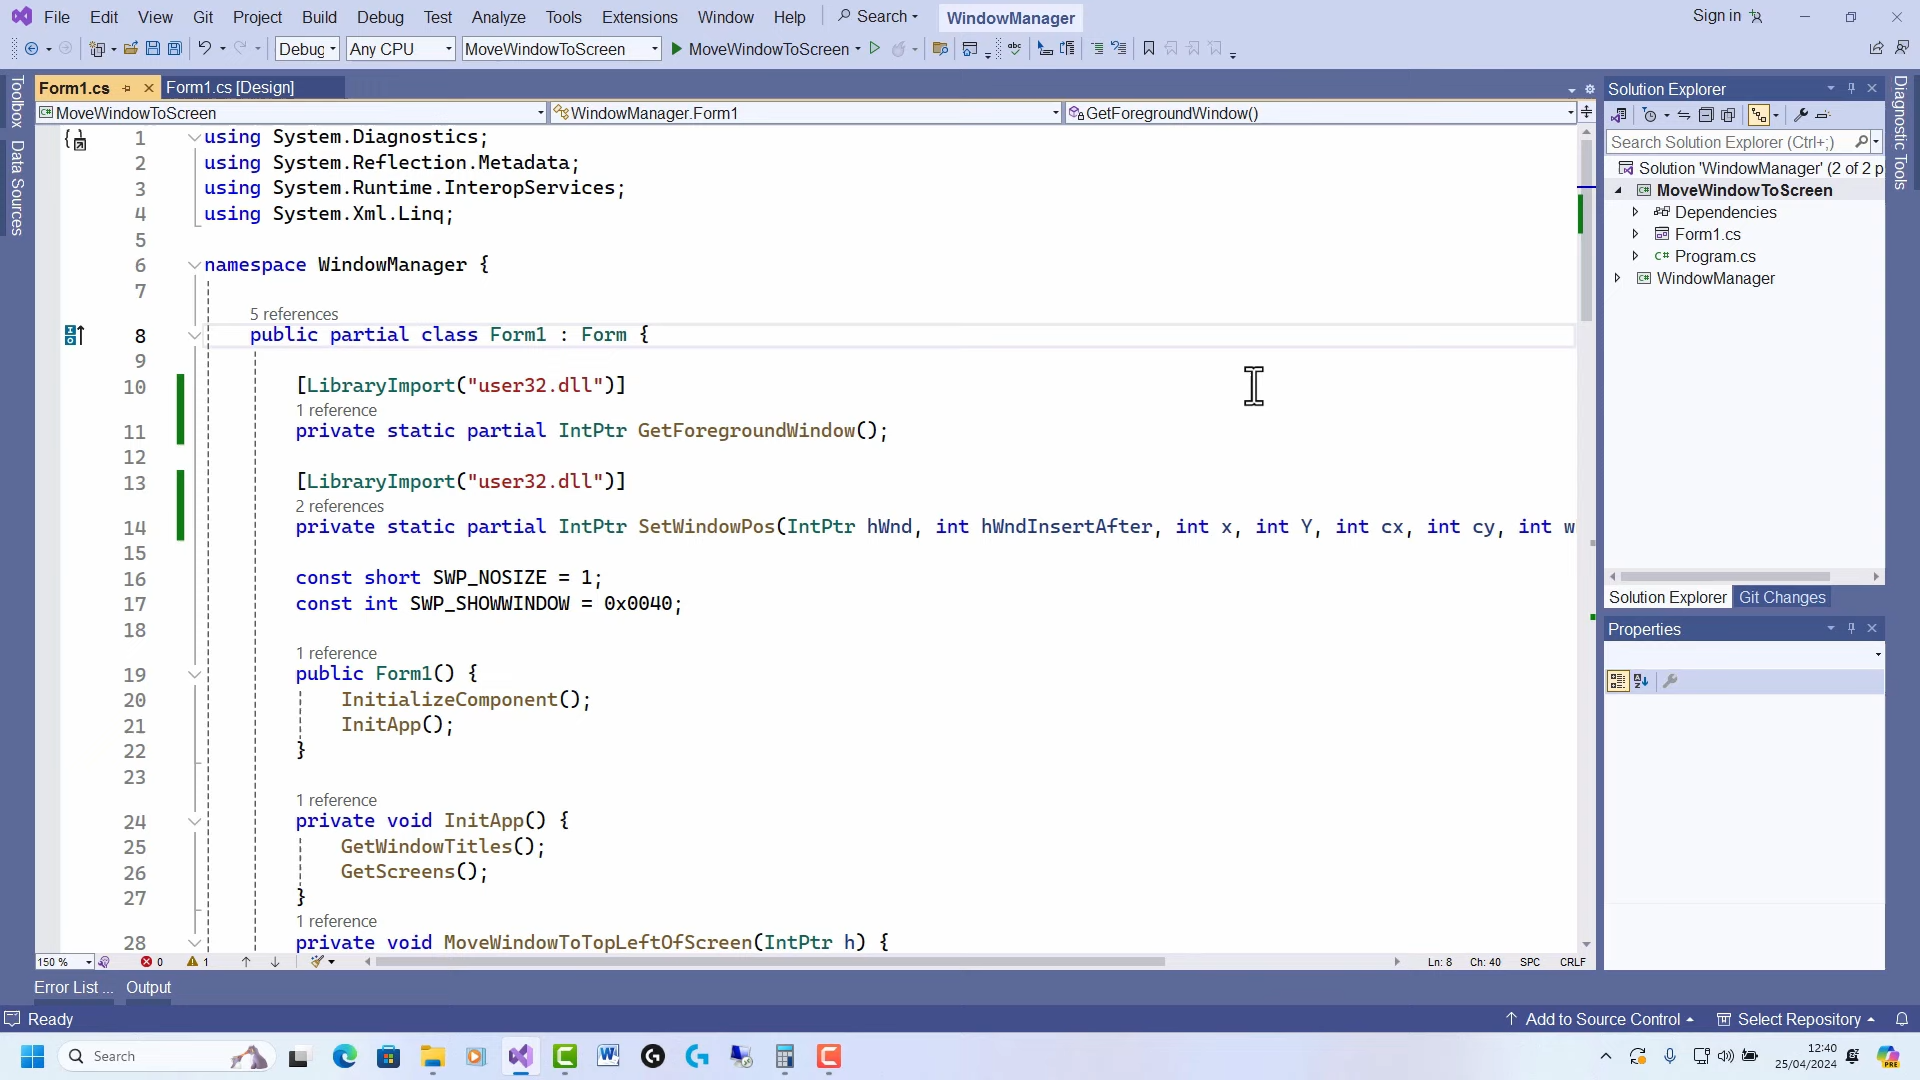 File Edit View Git Project Build Debug Test Analyze Tools Extensions Window Help Search WindowManager Sign in
Debug Any CPU MoveWindowToScreen MoveWindowToScreen
Form1.cs Form1.cs [Design]
MoveWindowToScreen WindowManager.Form1 GetForegroundWindow()
Toolbox
Data Sources
1 using System.Diagnostics;
2 using System.Reflection.Metadata;
3 using System.Runtime.InteropServices;
4 using System.Xml.Linq;
5
6 namespace WindowManager {
7
5 references
8 public partial class Form1 : Form {
9
10 [LibraryImport("user32.dll")]
1 reference
11 private static partial IntPtr GetForegroundWindow();
12
13 [LibraryImport("user32.dll")]
2 references
14 private static partial IntPtr SetWindowPos(IntPtr hWnd, int hWndInsertAfter, int x, int Y, int cx, int cy, int w
15
16 const short SWP_NOSIZE = 1;
17 const int SWP_SHOWWINDOW = 0x0040;
18
1 reference
19 public Form1() {
20 InitializeComponent();
21 InitApp();
22 }
23
1 reference
24 private void InitApp() {
25 GetWindowTitles();
26 GetScreens();
27 }
1 reference
28 private void MoveWindowToTopLeftOfScreen(IntPtr h) {
150 % 0 1 Ln: 8 Ch: 40 SPC CRLF
Solution Explorer
Search Solution Explorer (Ctrl+;)
Solution 'WindowManager' (2 of 2 p
MoveWindowToScreen
Dependencies
Form1.cs
C# Program.cs
WindowManager
Solution Explorer Git Changes
Properties
Diagnostic Tools
Error List ... Output
Ready Add to Source Control Select Repository
Search
12:40
25/04/2024